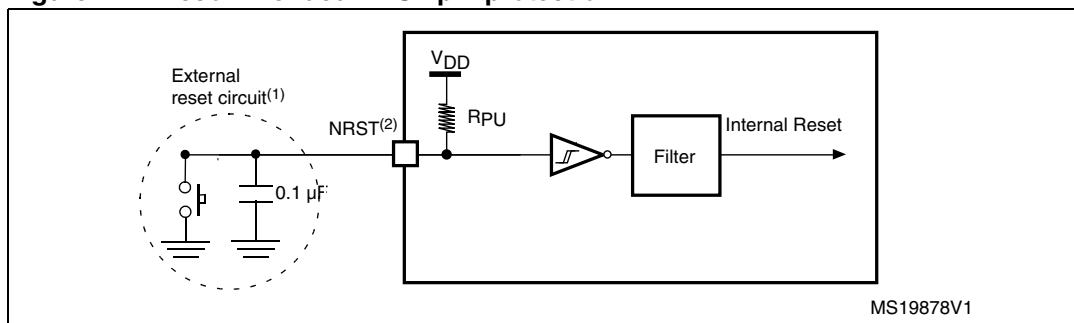 VDD
External
reset circuit(1)
NRST(2)
RPU
Internal Reset
Filter
0.1 µF
MS19878V1